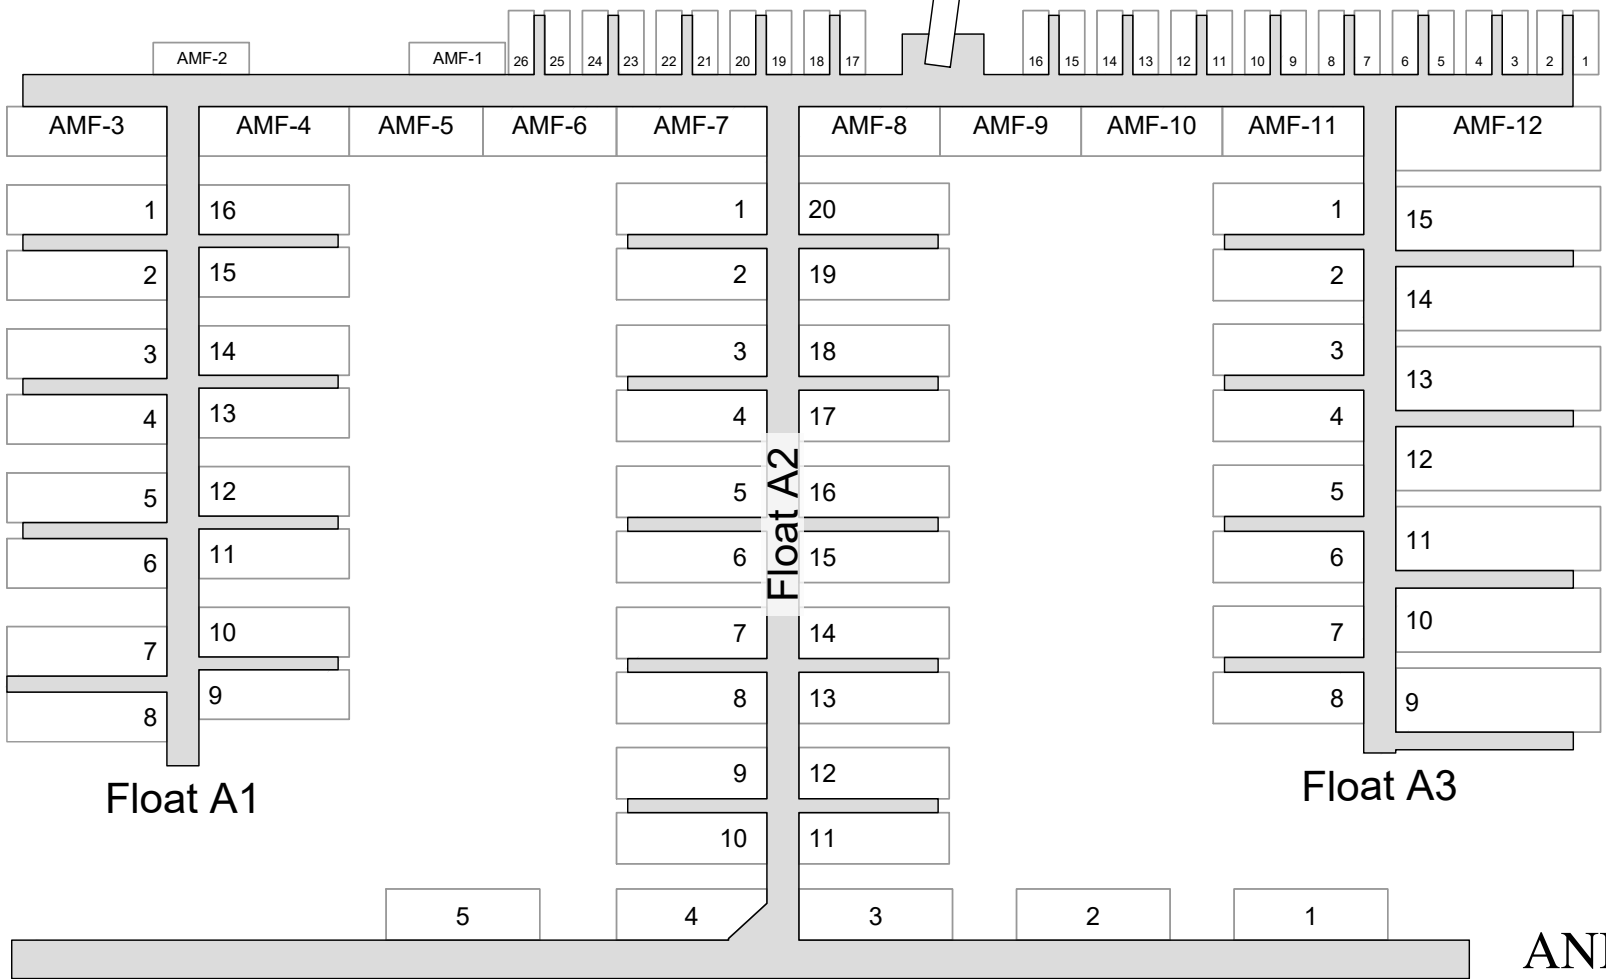 AMF-2
AMF-1
26 25 24 23 22 21 20 19 18 17
16 15 14 13 12 11 10 9 8 7 6 5 4 3 2 1
AMF-3 AMF-4 AMF-5 AMF-6 AMF-7 AMF-8 AMF-9 AMF-10 AMF-11 AMF-12
1 16 1 20 1 15
2 15 2 19 2 14
3 14 3 18 3 13
4 13 4 17 4 12
5 12 5 16 5 11
6 11 6 15 6 10
7 10 7 14 7 9
8 9 8 13 8
9 12
10 11
Float A2
Float A1
Float A3
5 4 3 2 1